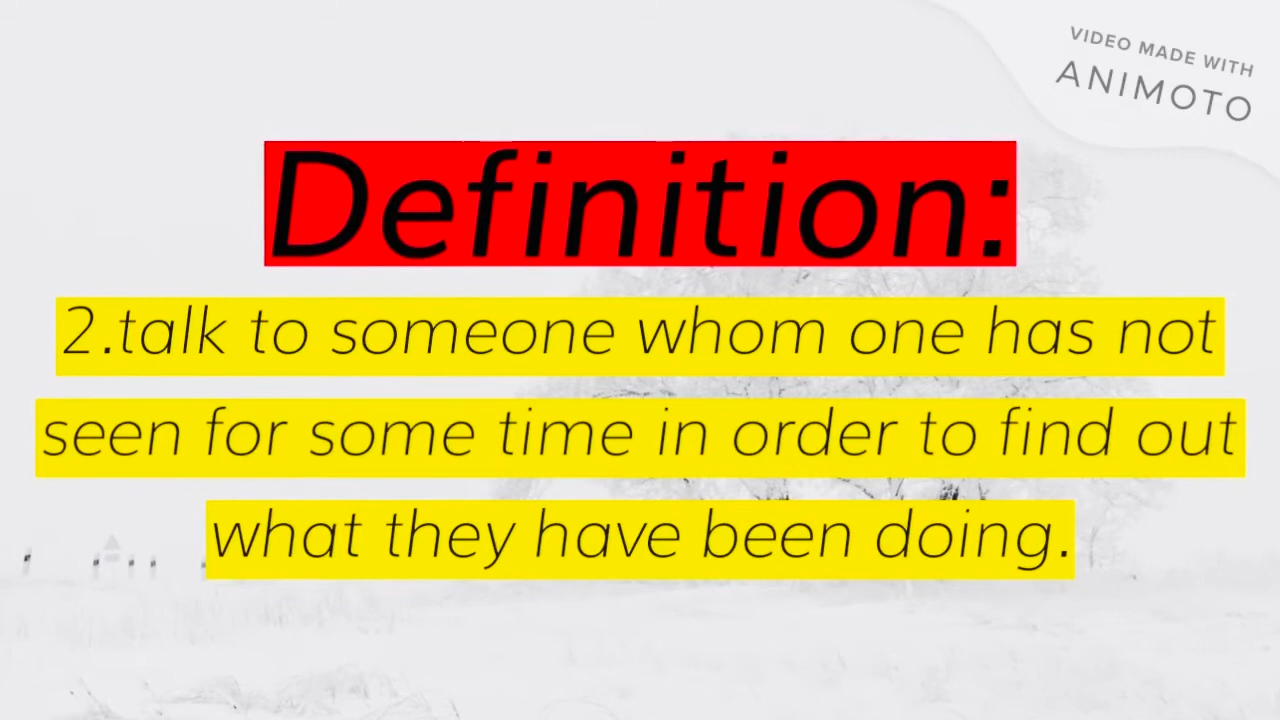 VIDEO MADE WITH
ANIMOTO
Definition:
2.talk to someone whom one has not
seen for some time in order to find out
what they have been doing.